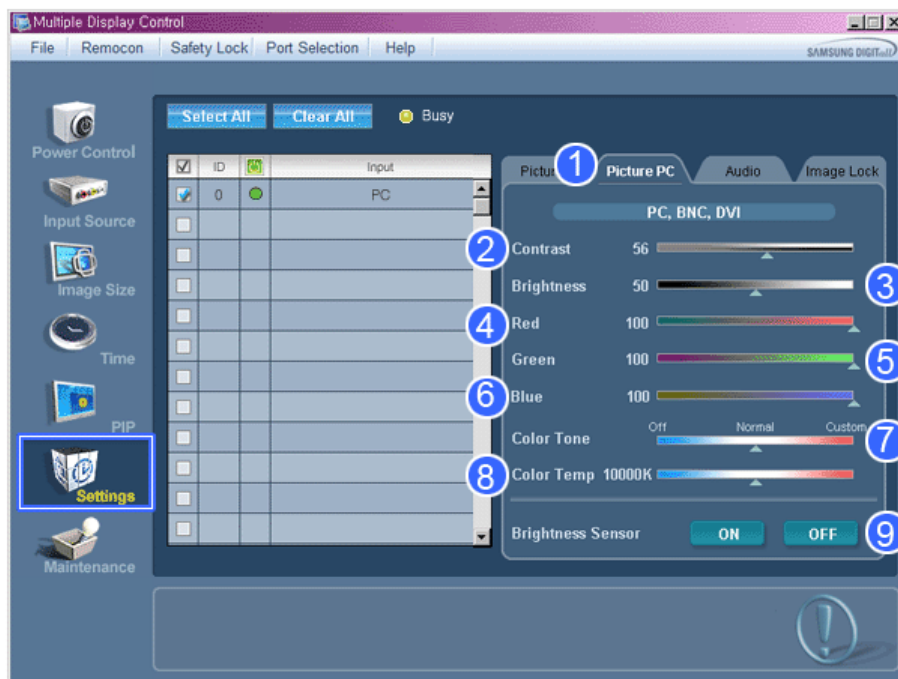 Multiple Display Control
File Remocon Safety Lock Port Selection Help
SAMSUNG DIGITall
Select All Clear All Busy
Power Control
Input Source
Image Size
Time
PIP
Settings
Maintenance
ID Input
0 PC
1 Picture PC Audio Image Lock
PC, BNC, DVI
2 Contrast 56
Brightness 50 3
4 Red 100
Green 100 5
6 Blue 100
Off Normal Custom
Color Tone 7
8 Color Temp 10000K
Brightness Sensor ON OFF 9